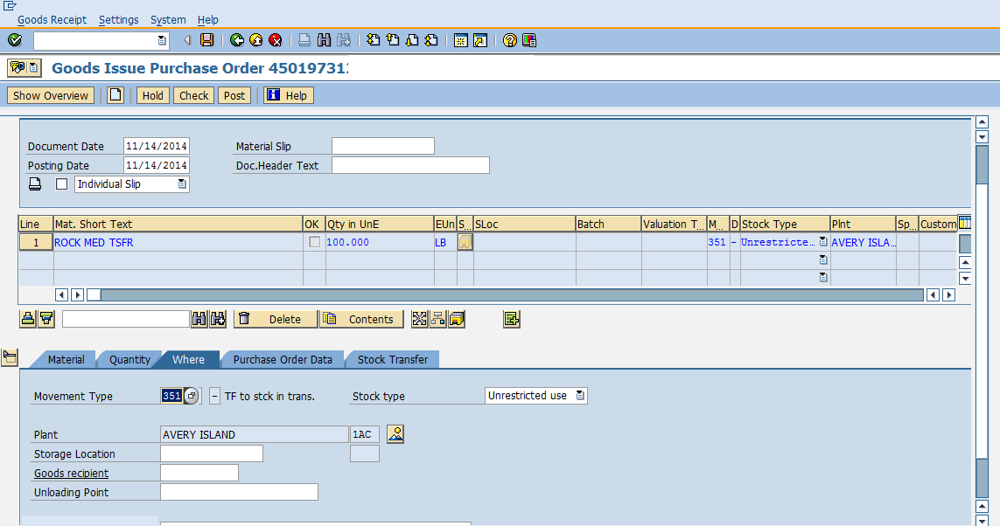 Goods Receipt Settings System Help
Goods Issue Purchase Order 45019731
Show Overview Hold Check Post Help
Document Date 11/14/2014 Material Slip
Posting Date 11/14/2014 Doc.Header Text
Individual Slip
Line Mat. Short Text OK Qty in UnE EUn S... SLoc Batch Valuation T... M... D Stock Type Plnt Sp... Custom
1 ROCK MED TSFR 100.000 LB 351 - Unrestricte... AVERY ISLA...
Delete Contents
Material Quantity Where Purchase Order Data Stock Transfer
Movement Type 351 - TF to stck in trans. Stock type Unrestricted use
Plant AVERY ISLAND 1AC
Storage Location
Goods recipient
Unloading Point